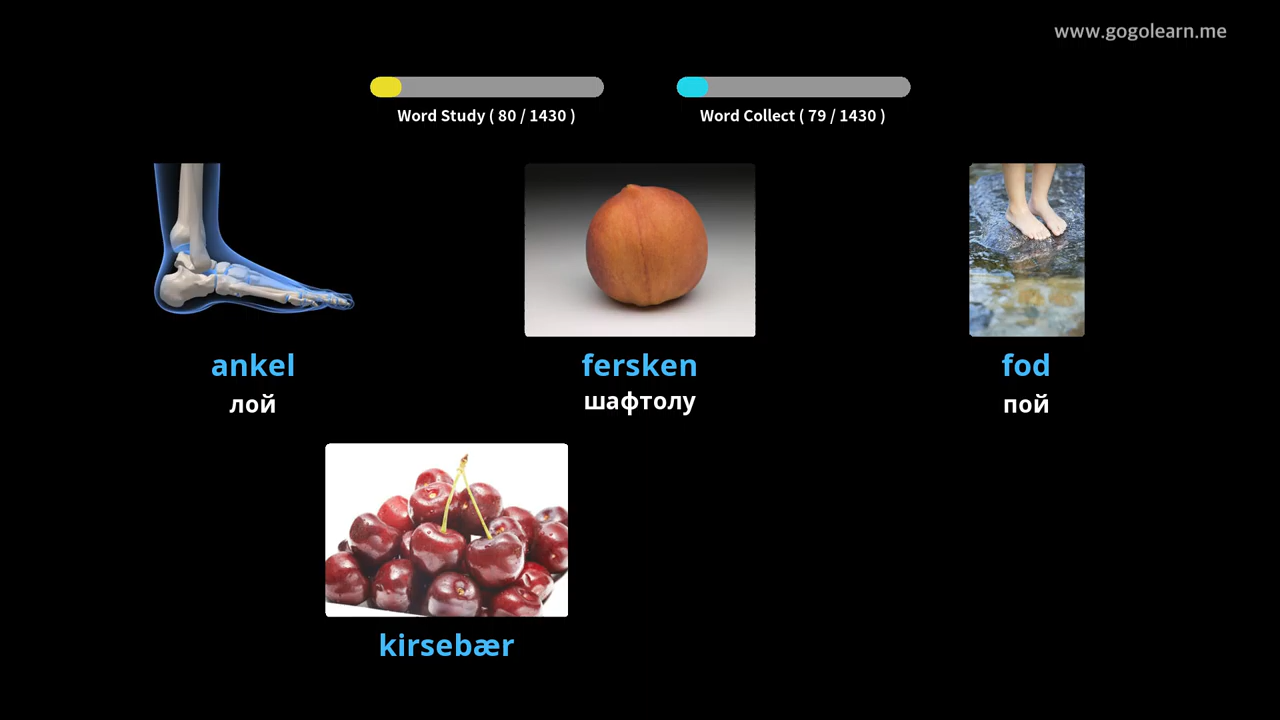 www.gogolearn.me
Word Study ( 80 / 1430 )
Word Collect ( 79 / 1430 )
ankel
fersken
fod
лой
шафтолу
пой
kirsebær